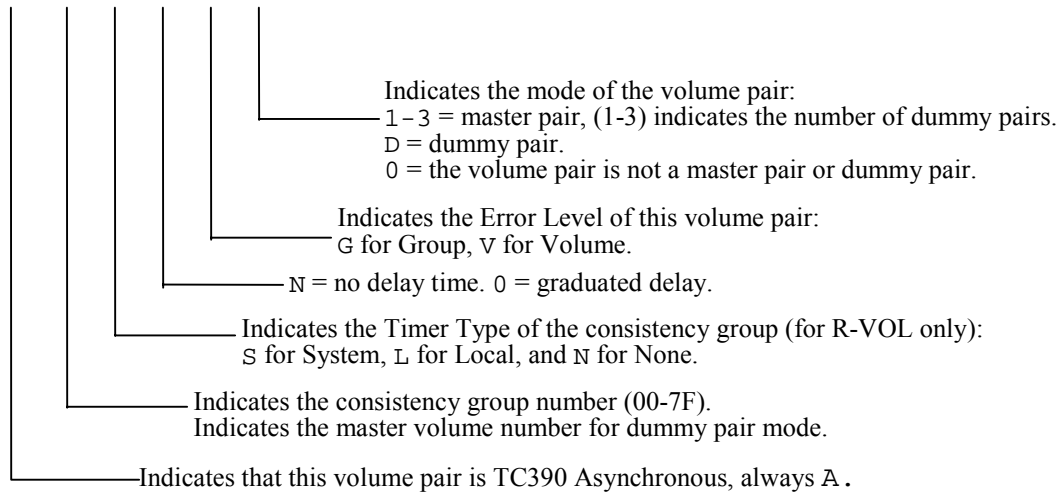 Indicates the mode of the volume pair:
1-3 = master pair, (1-3) indicates the number of dummy pairs.
D = dummy pair.
0 = the volume pair is not a master pair or dummy pair.
Indicates the Error Level of this volume pair:
G for Group, V for Volume.
N = no delay time. 0 = graduated delay.
Indicates the Timer Type of the consistency group (for R-VOL only):
S for System, L for Local, and N for None.
Indicates the consistency group number (00-7F).
Indicates the master volume number for dummy pair mode.
Indicates that this volume pair is TC390 Asynchronous, always A.